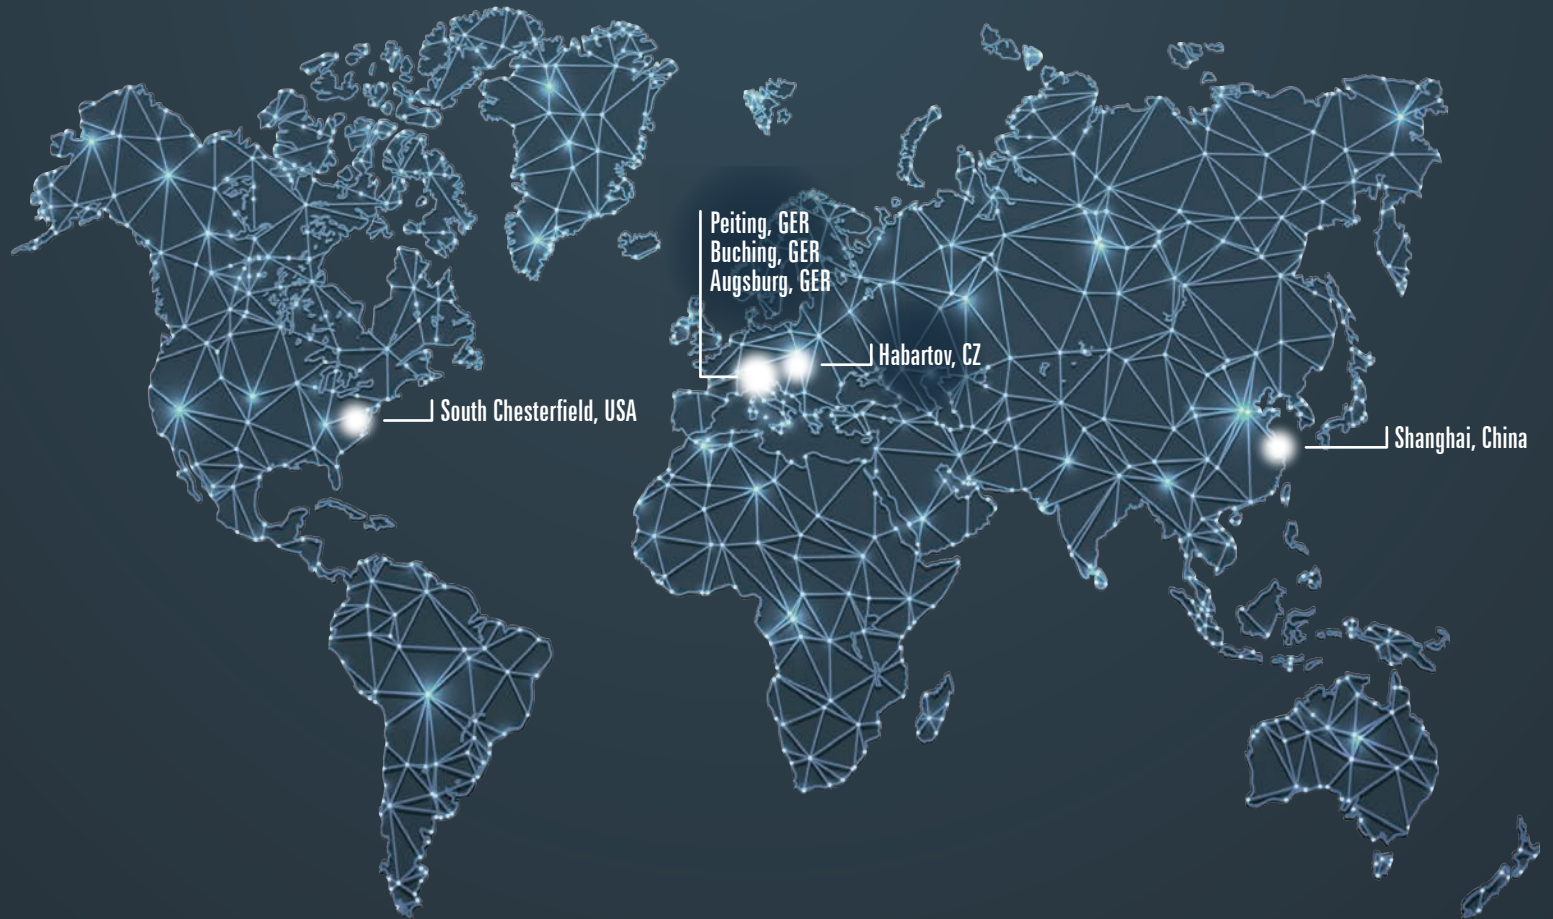 Peiting, GER
Buching, GER
Augsburg, GER
Habartov, CZ
South Chesterfield, USA
Shanghai, China